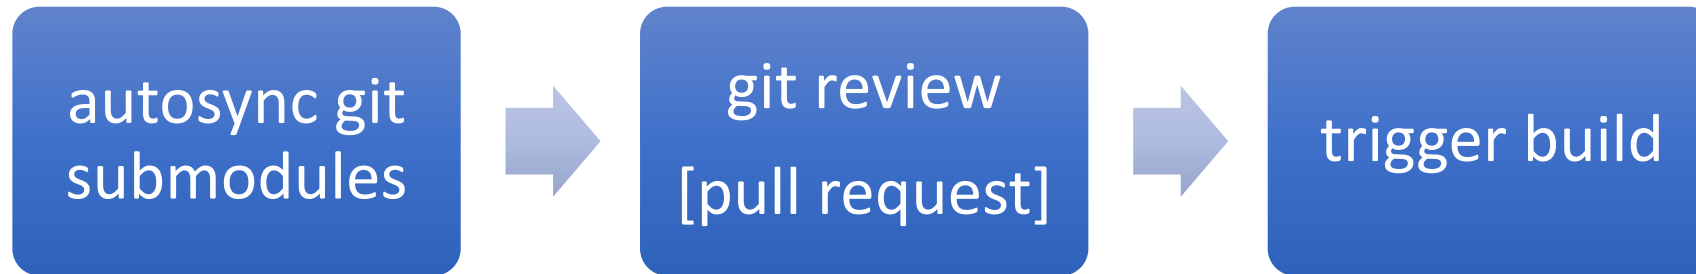 autosync git
submodules
git review
[pull request]
trigger build